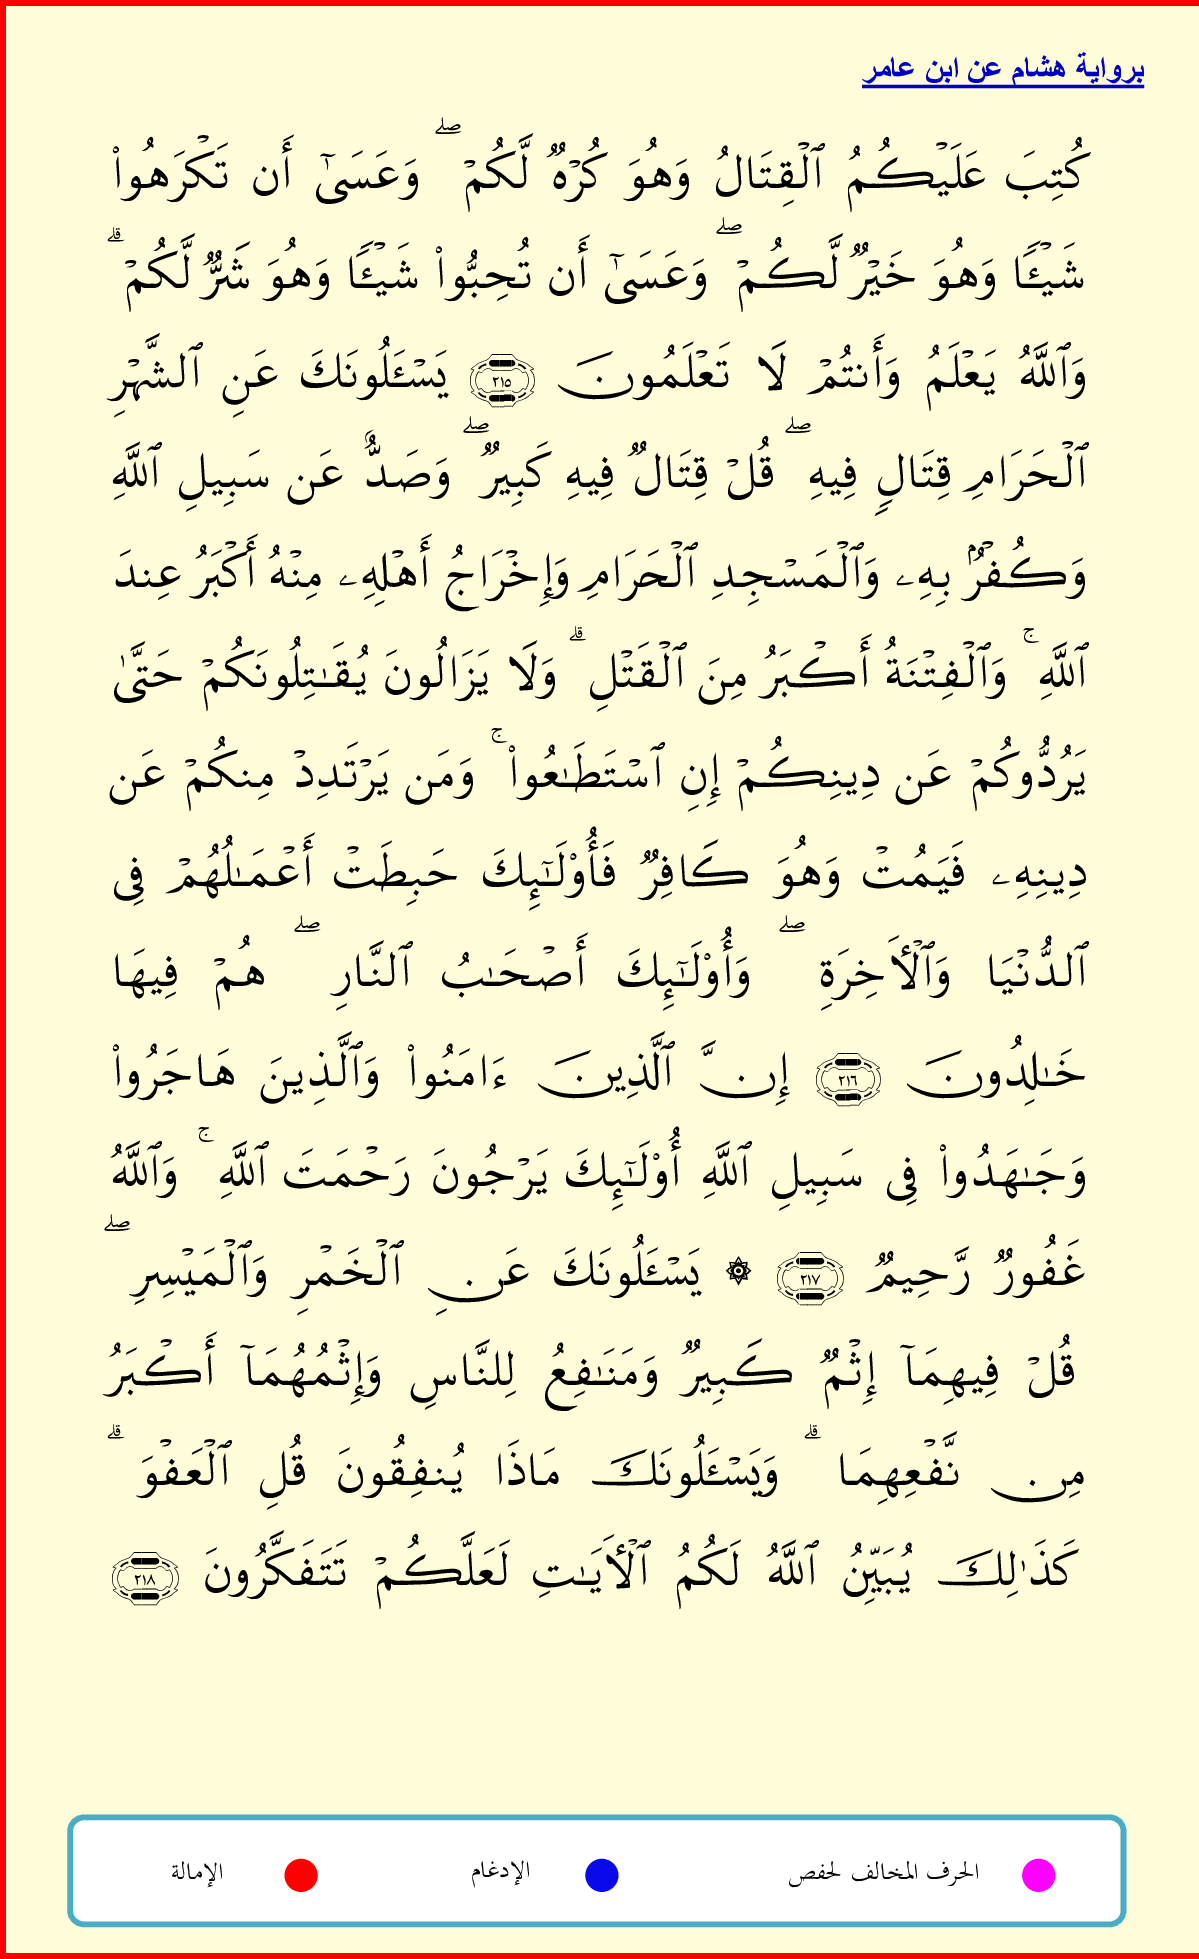 برواية هشام عن ابن عامر
كُتِبَ عَلَيۡكُمُ ٱلۡقِتَالُ وَهُوَ كُرۡهٞ لَّكُمۡۖ وَعَسَىٰٓ أَن تَكۡرَهُواْ
شَيۡـٔٗا وَهُوَ خَيۡرٞ لَّكُمۡۖ وَعَسَىٰٓ أَن تُحِبُّواْ شَيۡـٔٗا وَهُوَ شَرّٞ لَّكُمۡۚ
وَٱللَّهُ يَعۡلَمُ وَأَنتُمۡ لَا تَعۡلَمُونَ ٢١٥ يَسۡـَٔلُونَكَ عَنِ ٱلشَّهۡرِ
ٱلۡحَرَامِ قِتَالٖ فِيهِۖ قُلۡ قِتَالٞ فِيهِ كَبِيرٞۖ وَصَدٌّ عَن سَبِيلِ ٱللَّهِ
وَكُفۡرُۢ بِهِۦ وَٱلۡمَسۡجِدِ ٱلۡحَرَامِ وَإِخۡرَاجُ أَهۡلِهِۦ مِنۡهُ أَكۡبَرُ عِندَ
ٱللَّهِۚ وَٱلۡفِتۡنَةُ أَكۡبَرُ مِنَ ٱلۡقَتۡلِۗ وَلَا يَزَالُونَ يُقَٰتِلُونَكُمۡ حَتَّىٰ
يَرُدُّوكُمۡ عَن دِينِكُمۡ إِنِ ٱسۡتَطَٰعُواْۚ وَمَن يَرۡتَدِدۡ مِنكُمۡ عَن
دِينِهِۦ فَيَمُتۡ وَهُوَ كَافِرٞ فَأُوْلَٰٓئِكَ حَبِطَتۡ أَعۡمَٰلُهُمۡ فِي
ٱلدُّنۡيَا وَٱلۡأٓخِرَةِۖ وَأُوْلَٰٓئِكَ أَصۡحَٰبُ ٱلنَّارِۖ هُمۡ فِيهَا
خَٰلِدُونَ ٢١٦ إِنَّ ٱلَّذِينَ ءَامَنُواْ وَٱلَّذِينَ هَاجَرُواْ
وَجَٰهَدُواْ فِي سَبِيلِ ٱللَّهِ أُوْلَٰٓئِكَ يَرۡجُونَ رَحۡمَتَ ٱللَّهِۚ وَٱللَّهُ
غَفُورٞ رَّحِيمٞ ٢١٧ ۞ يَسۡـَٔلُونَكَ عَنِ ٱلۡخَمۡرِ وَٱلۡمَيۡسِرِۖ
قُلۡ فِيهِمَآ إِثۡمٞ كَبِيرٞ وَمَنَٰفِعُ لِلنَّاسِ وَإِثۡمُهُمَآ أَكۡبَرُ
مِن نَّفۡعِهِمَاۗ وَيَسۡـَٔلُونَكَ مَاذَا يُنفِقُونَ قُلِ ٱلۡعَفۡوَۗ
كَذَٰلِكَ يُبَيِّنُ ٱللَّهُ لَكُمُ ٱلۡأٓيَٰتِ لَعَلَّكُمۡ تَتَفَكَّرُونَ ٢١٨
الحرف المخالف لحفص الإدغام الإمالة